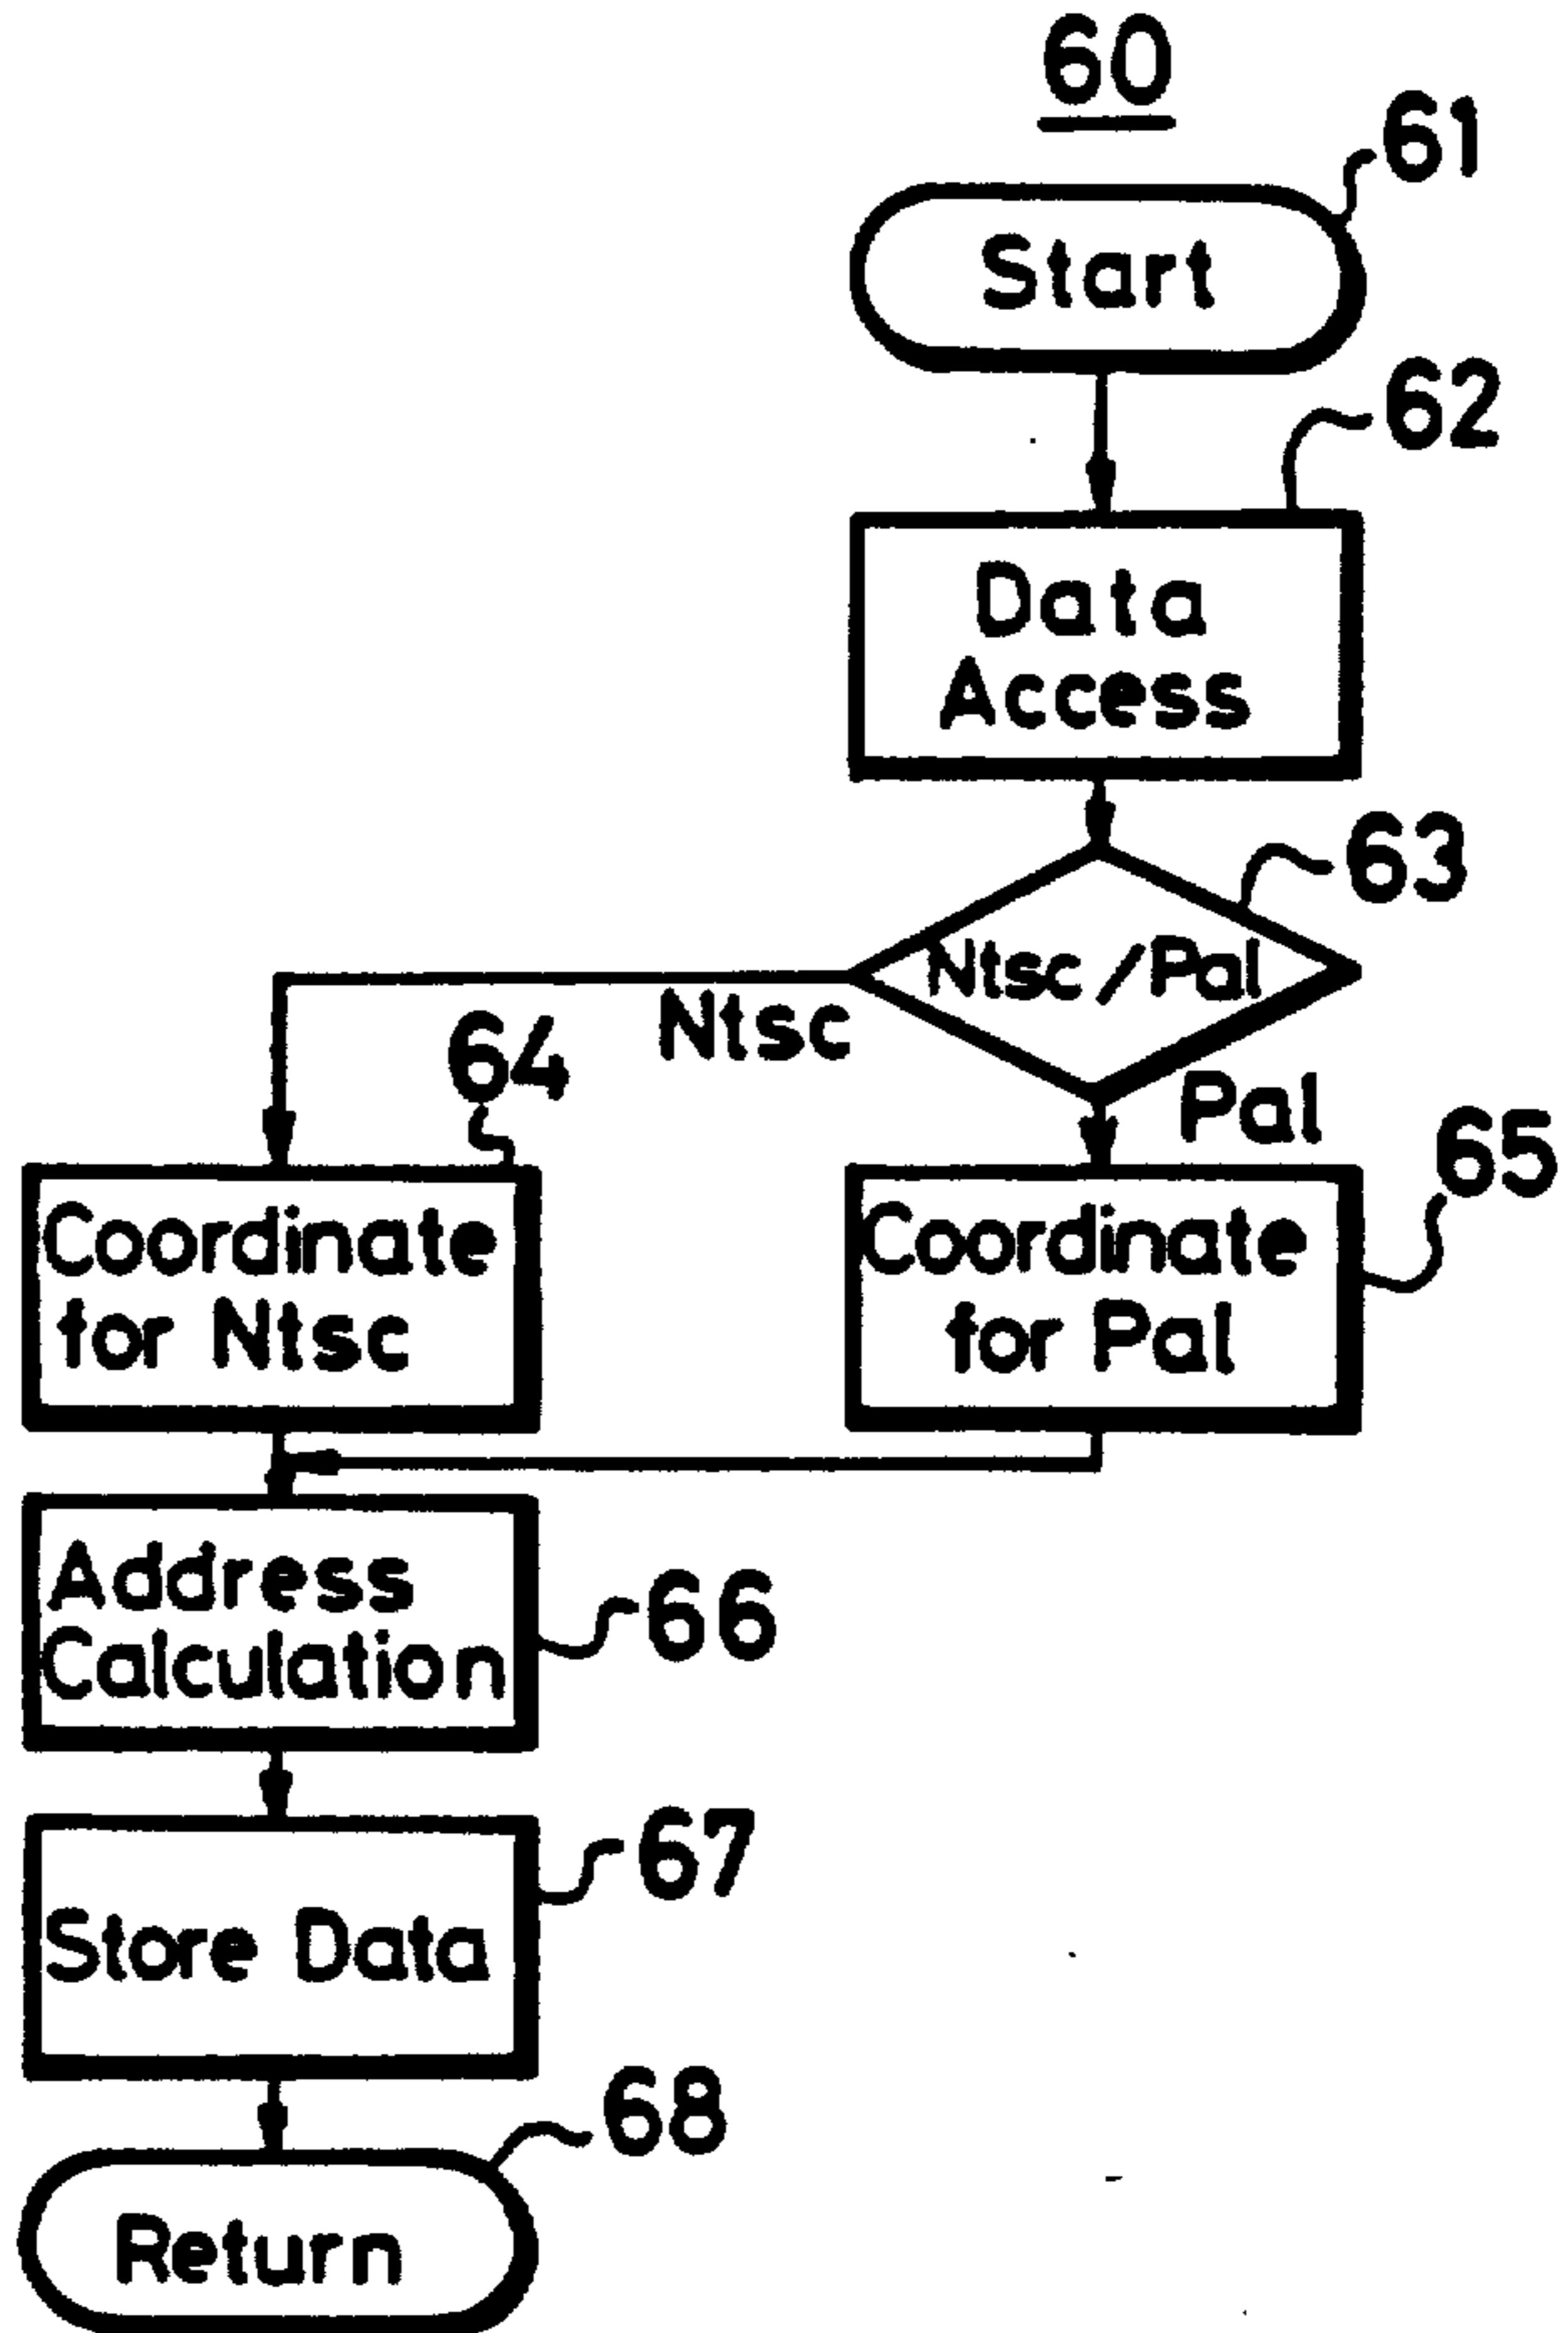 60
61
Start
62
Data
Access
63
Ntsc/Pal
Ntsc
64
Pal
65
Coordinate
for Ntsc
Coordinate
for Pal
Address
Calculation
66
67
Store Data
68
Return